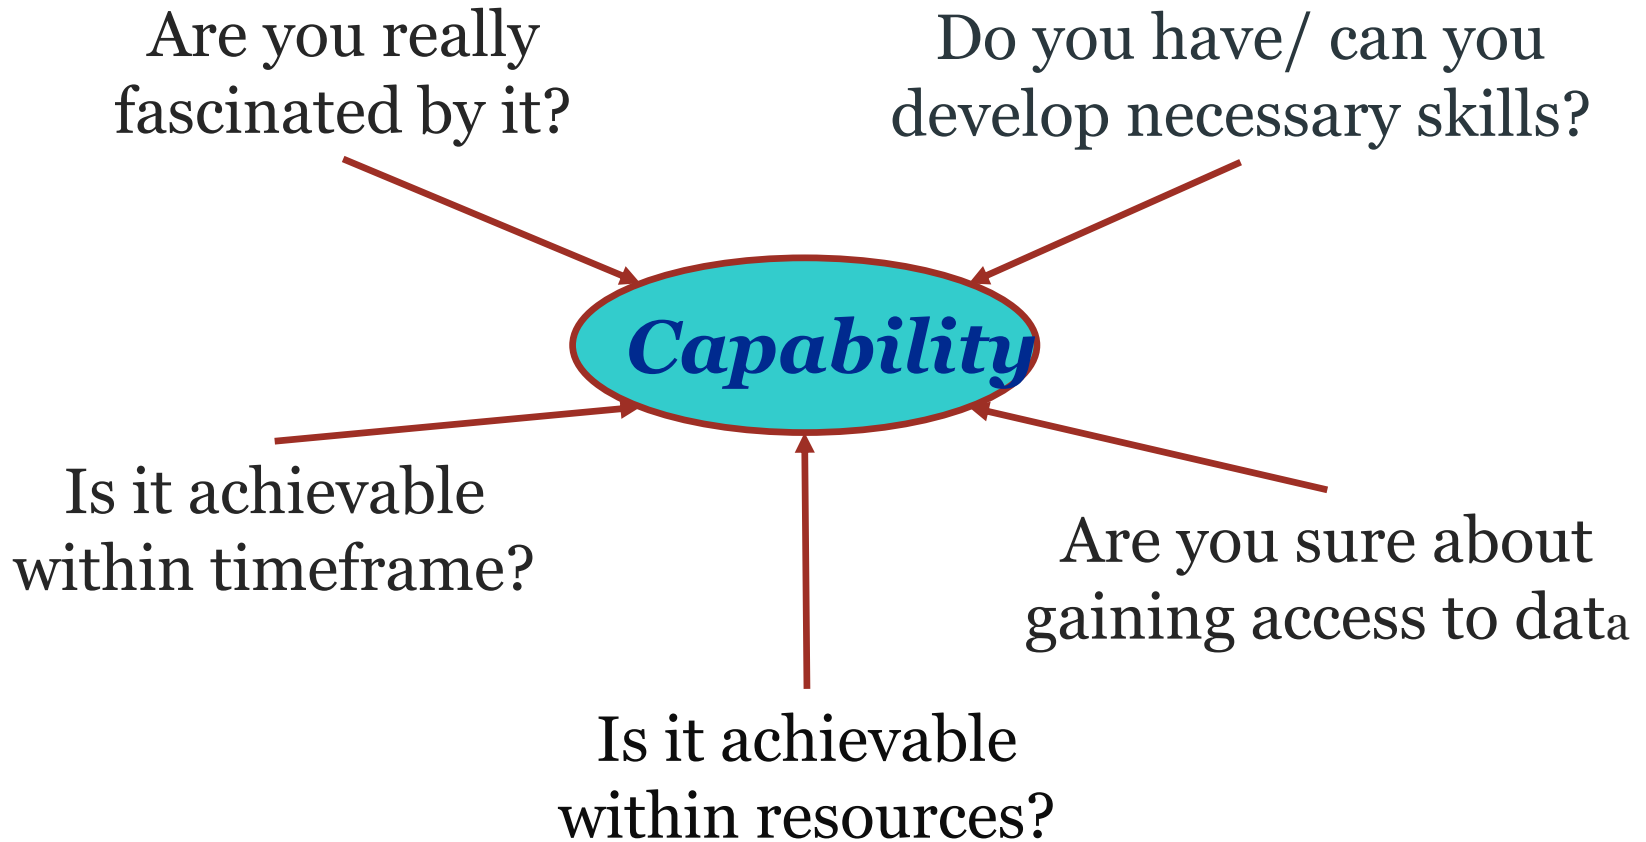 Are you really
fascinated by it?
Do you have/ can you
develop necessary skills?
Capability
Is it achievable
within timeframe?
Are you sure about
gaining access to data
Is it achievable
within resources?